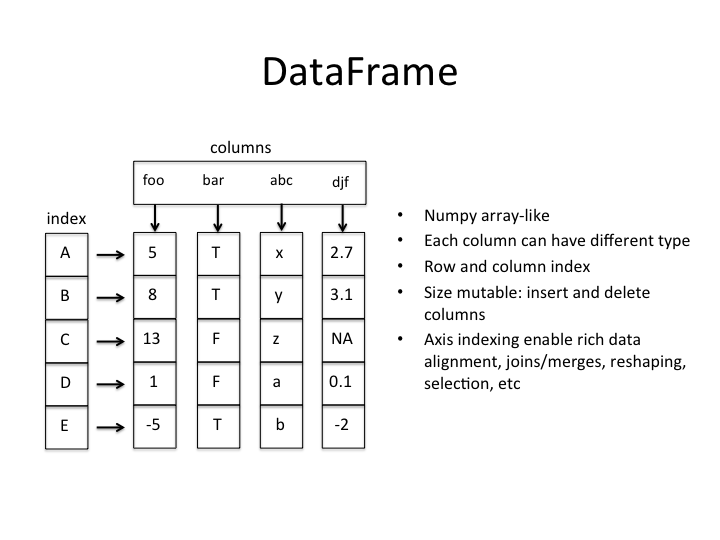 DataFrame
columns
foo bar abc djf
index
A 5 T x 2.7
B 8 T y 3.1
C 13 F z NA
D 1 F a 0.1
E -5 T b -2
• Numpy array-like
• Each column can have different type
• Row and column index
• Size mutable: insert and delete
columns
• Axis indexing enable rich data
alignment, joins/merges, reshaping,
selection, etc